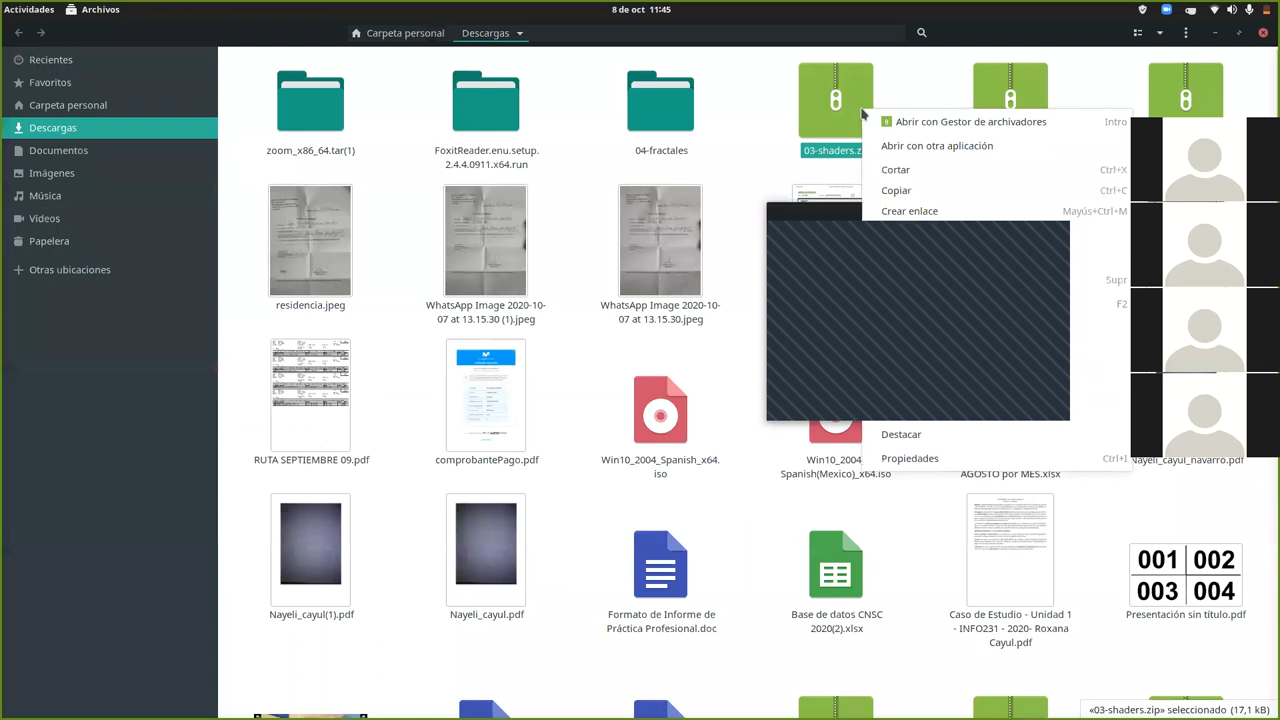 Actividades
Archivos
8 de oct 11:45
Carpeta personal
Descargas
Recientes
Favoritos
Carpeta personal
Descargas
Documentos
Imágenes
Música
Vídeos
Papelera
Otras ubicaciones
zoom_x86_64.tar(1)
FoxitReader.enu.setup.
2.4.4.0911.x64.run
04-fractales
03-shaders.z
Abrir con Gestor de archivadores Intro
Abrir con otra aplicación
Cortar Ctrl+X
Copiar Ctrl+C
Crear enlace Mayús+Ctrl+M
Supr
F2
Destacar
Propiedades Ctrl+I
residencia.jpeg
WhatsApp Image 2020-10-
07 at 13.15.30 (1).jpeg
WhatsApp Image 2020-10-
07 at 13.15.30.jpeg
RUTA SEPTIEMBRE 09.pdf
comprobantePago.pdf
Win10_2004_Spanish_x64.
iso
Win10_2004_
Spanish(Mexico)_x64.iso
AGOSTO por MES.xlsx
Nayeli_cayul_navarro.pdf
Nayeli_cayul(1).pdf
Nayeli_cayul.pdf
Formato de Informe de
Práctica Profesional.doc
Base de datos CNSC
2020(2).xlsx
Caso de Estudio - Unidad 1
- INFO231 - 2020- Roxana
Cayul.pdf
001 002
003 004
Presentación sin título.pdf
«03-shaders.zip» seleccionado (17,1 kB)